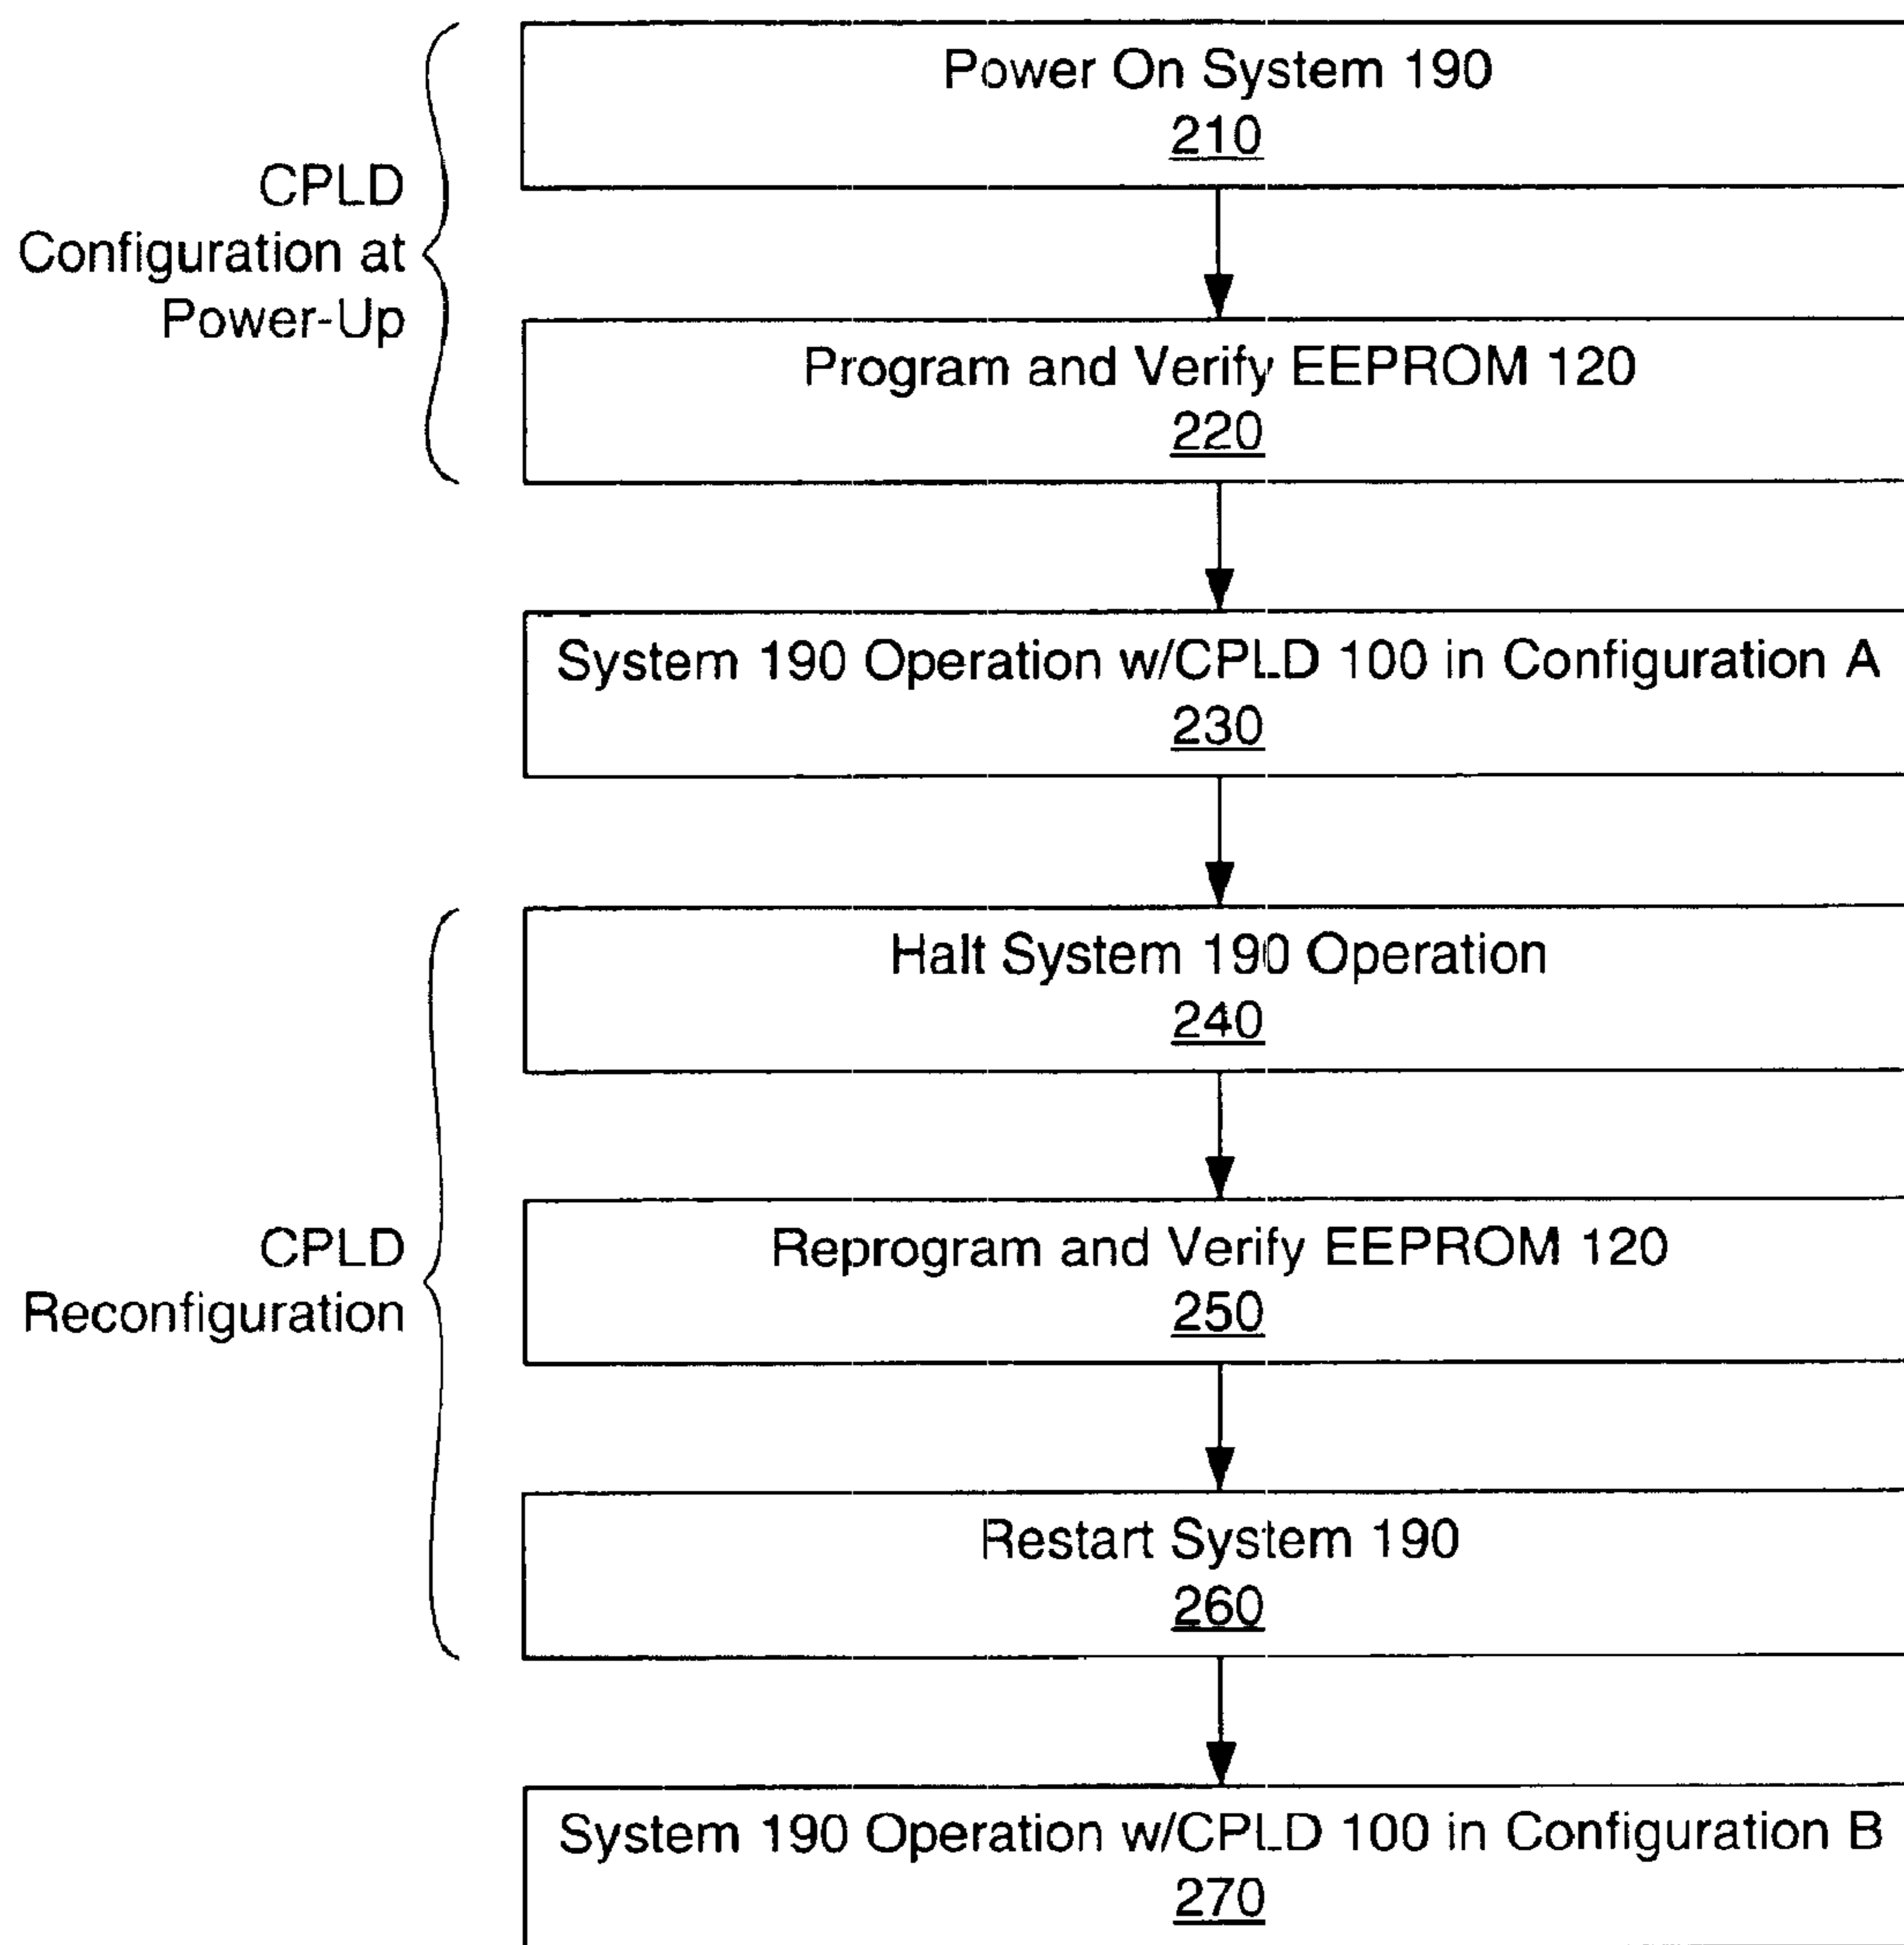 Power On System 190
210
CPLD
Configuration at
Power-Up
Program and Verify EEPROM 120
220
System 190 Operation w/CPLD 100 in Configuration A
230
Halt System 190 Operation
240
CPLD
Reconfiguration
Reprogram and Verify EEPROM 120
250
Restart System 190
260
System 190 Operation w/CPLD 100 in Configuration B
270